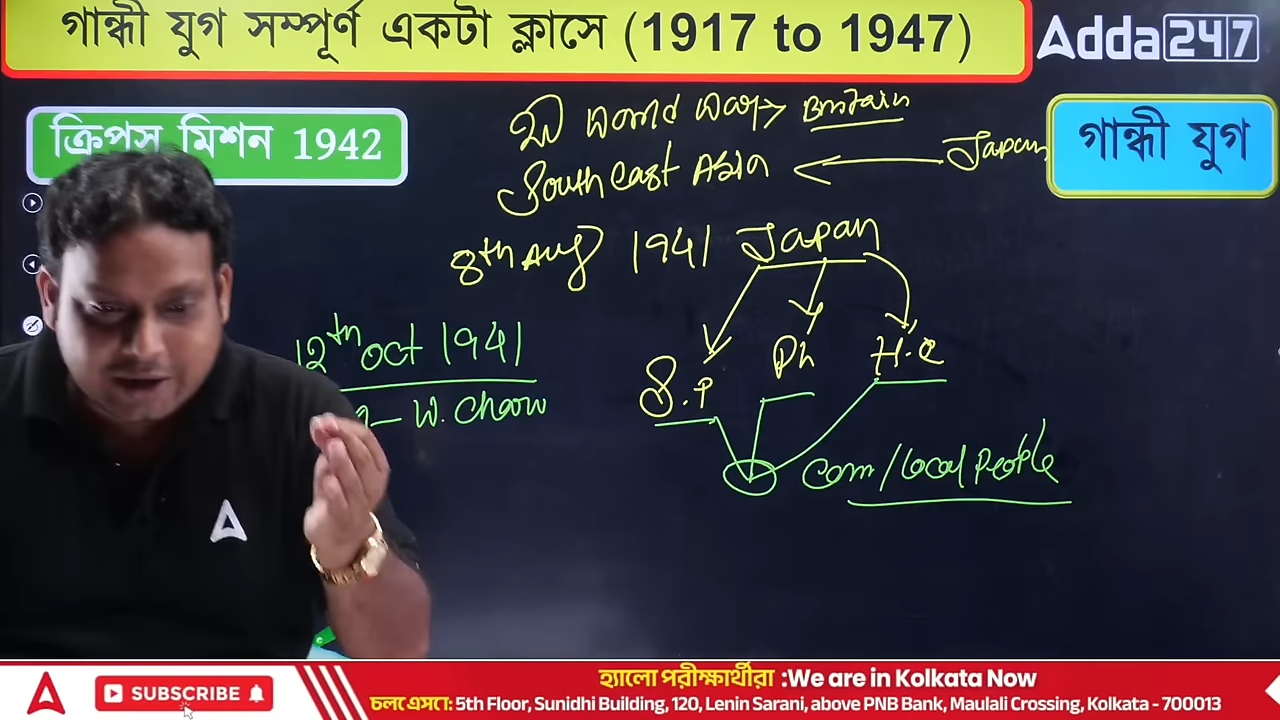 গান্ধী যুগ সম্পূর্ণ একটা ক্লাসে (1917 to 1947)
Adda247
ক্রিপস মিশন 1942
World War → Britain
গান্ধী যুগ
South East Asia ← Japan
8th Aug 1941 Japan
12th Oct 1941
S.P Ph H.C
W.
Com/Local People
SUBSCRIBE
হ্যালো পরীক্ষার্থীরা :We are in Kolkata Now
চলে এসো: 5th Floor, Sunidhi Building, 120, Lenin Sarani, above PNB Bank, Maulali Crossing, Kolkata - 700013